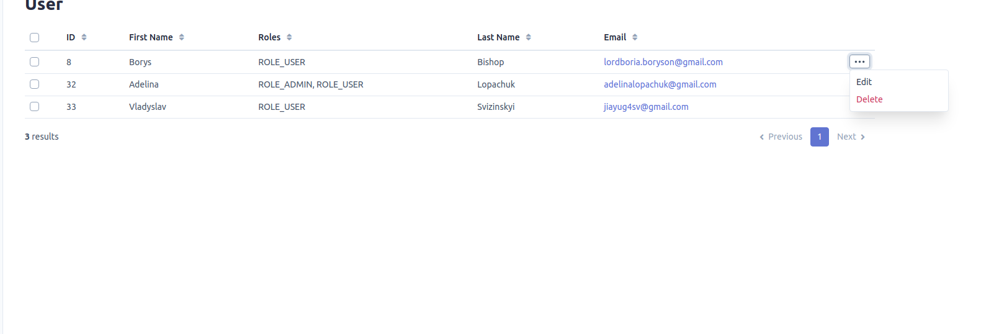 User
ID First Name Roles Last Name Email
8 Borys ROLE_USER Bishop lordboria.boryson@gmail.com
32 Adelina ROLE_ADMIN, ROLE_USER Lopachuk adelinalopachuk@gmail.com
Edit
Delete
33 Vladyslav ROLE_USER Svizinskyi jiayug4sv@gmail.com
3 results Previous 1 Next